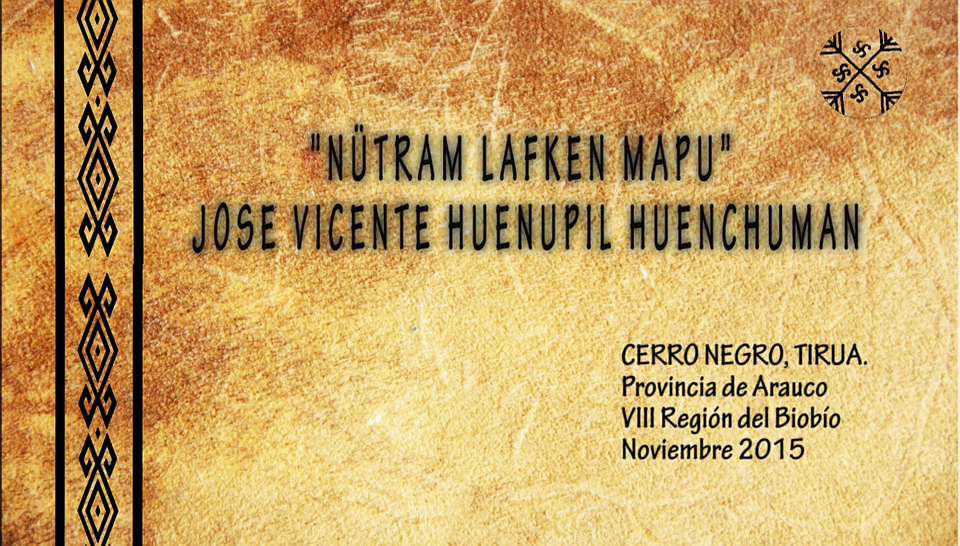 "NÜTRAM LAFKEN MAPU"
JOSE VICENTE HUENUPIL HUENCHUMAN
CERRO NEGRO, TIRUA.
Provincia de Arauco
VIII Región del Biobío
Noviembre 2015